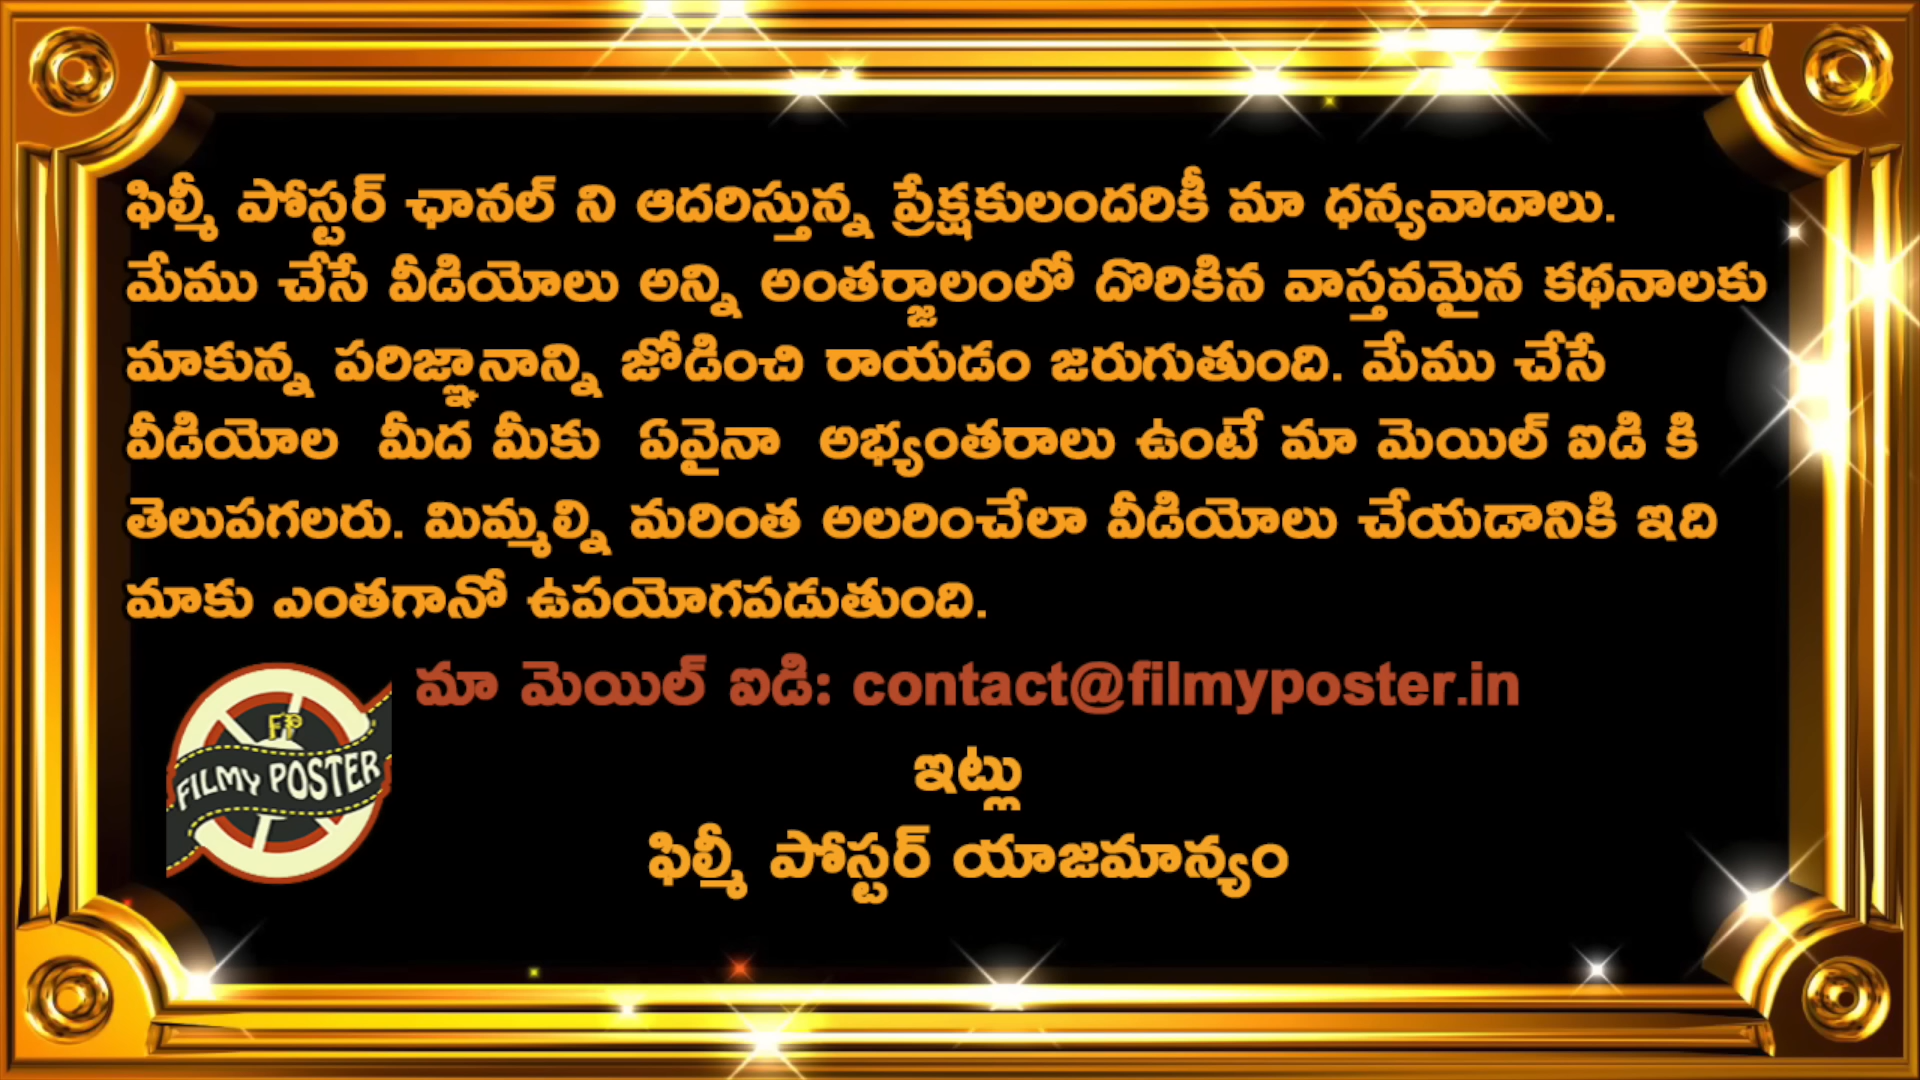 ఫిల్మీ పోస్టర్ ఛానల్ ని ఆదరిస్తున్న ప్రేక్షకులందరికీ మా ధన్యవాదాలు.
మేము చేసే వీడియోలు అన్ని అంతర్జాలంలో దొరికిన వాస్తవమైన కథనాలకు
మాకున్న పరిజ్ఞానాన్ని జోడించి రాయడం జరుగుతుంది. మేము చేసే
వీడియోల మీద మీకు ఏవైనా అభ్యంతరాలు ఉంటే మా మెయిల్ ఐడి కి
తెలుపగలరు. మిమ్మల్ని మరింత అలరించేలా వీడియోలు చేయడానికి ఇది
మాకు ఎంతగానో ఉపయోగపడుతుంది.
మా మెయిల్ ఐడి: contact@filmyposter.in
FP
FILMY POSTER
ఇట్లు
ఫిల్మీ పోస్టర్ యాజమాన్యం